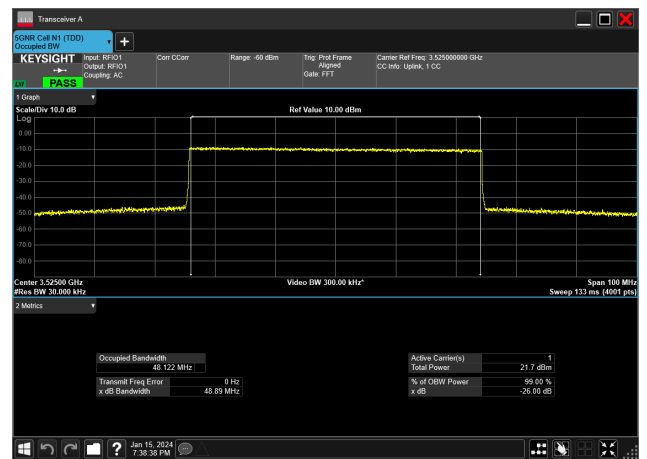 Transceiver A
5GNR Cell N1 (TDD)
Occupied BW
KEYSIGHT
Input: RFIO1
Output: RFIO1
Coupling: AC
Corr CCorr
Range: -60 dBm
Trig: Prot Frame
Aligned
Gate: FFT
Carrier Ref Freq: 3.525000000 GHz
CC Info: Uplink, 1 CC
PASS
1 Graph
Scale/Div 10.0 dB
Ref Value 10.00 dBm
Log
0.00
-10.0
-20.0
-30.0
-40.0
-50.0
-60.0
-70.0
-80.0
Center 3.52500 GHz
#Res BW 30.000 kHz
Video BW 300.00 kHz*
Span 100 MHz
Sweep 133 ms (4001 pts)
2 Metrics
Occupied Bandwidth
48.122 MHz
Transmit Freq Error 0 Hz
x dB Bandwidth 48.89 MHz
Active Carrier(s) 1
Total Power 21.7 dBm
% of OBW Power 99.00 %
x dB -26.00 dB
Jan 15, 2024
7:38:38 PM